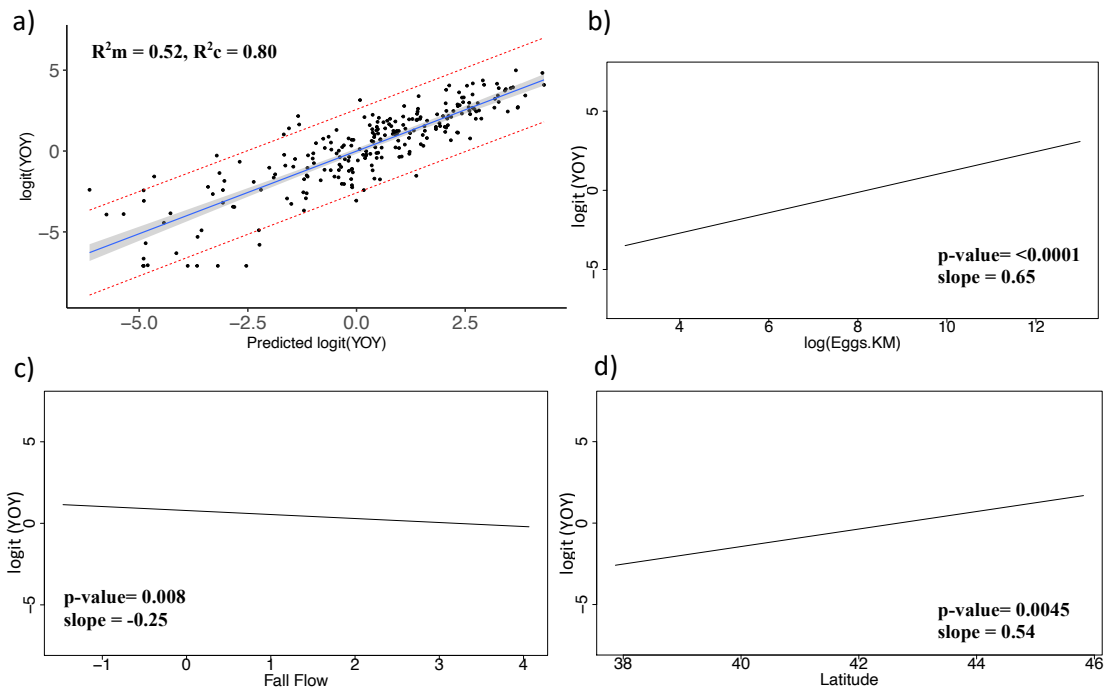 a)
R²m = 0.52, R²c = 0.80
5
0
−5
logit(YOY)
−5.0
−2.5
0.0
2.5
Predicted logit(YOY)
b)
5
0
−5
logit (YOY)
p-value= <0.0001
slope = 0.65
4
6
8
10
12
log(Eggs.KM)
c)
5
0
−5
logit (YOY)
p-value= 0.008
slope = -0.25
−1
0
1
2
3
4
Fall Flow
d)
5
0
−5
logit (YOY)
p-value= 0.0045
slope = 0.54
38
40
42
44
46
Latitude